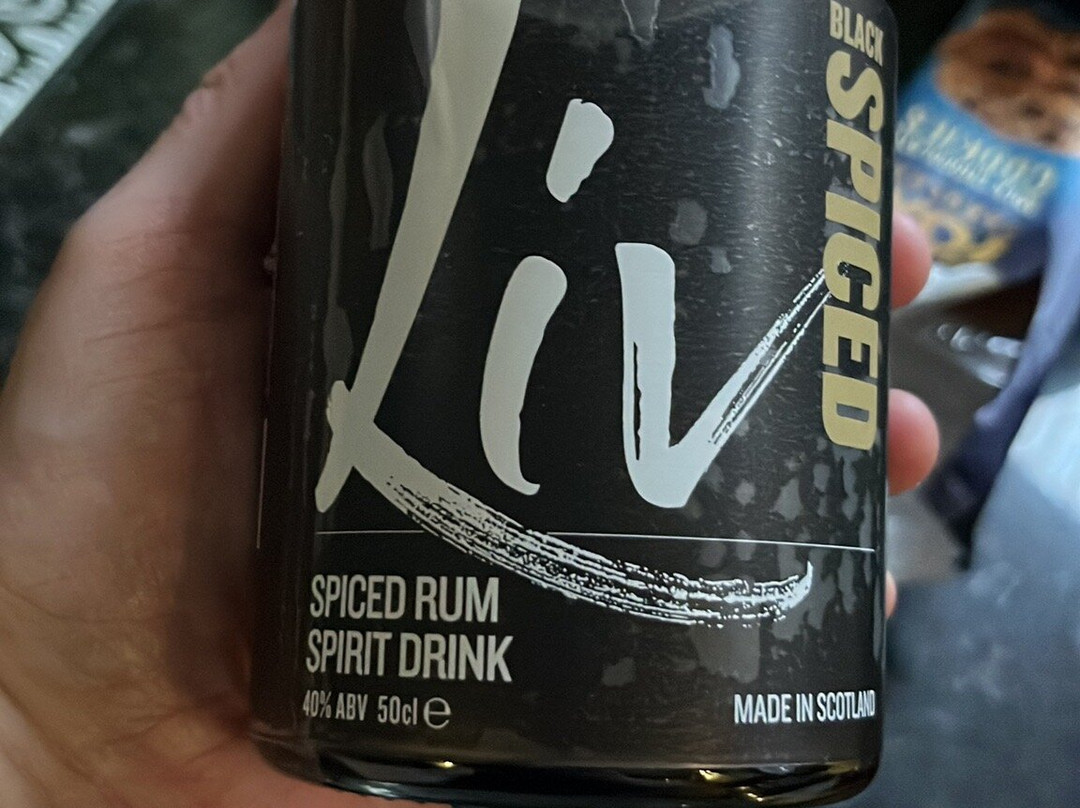 BLACK
SPICED
Liv
SPICED RUM
SPIRIT DRINK
40% ABV 50cl ℮
MADE IN SCOTLAND